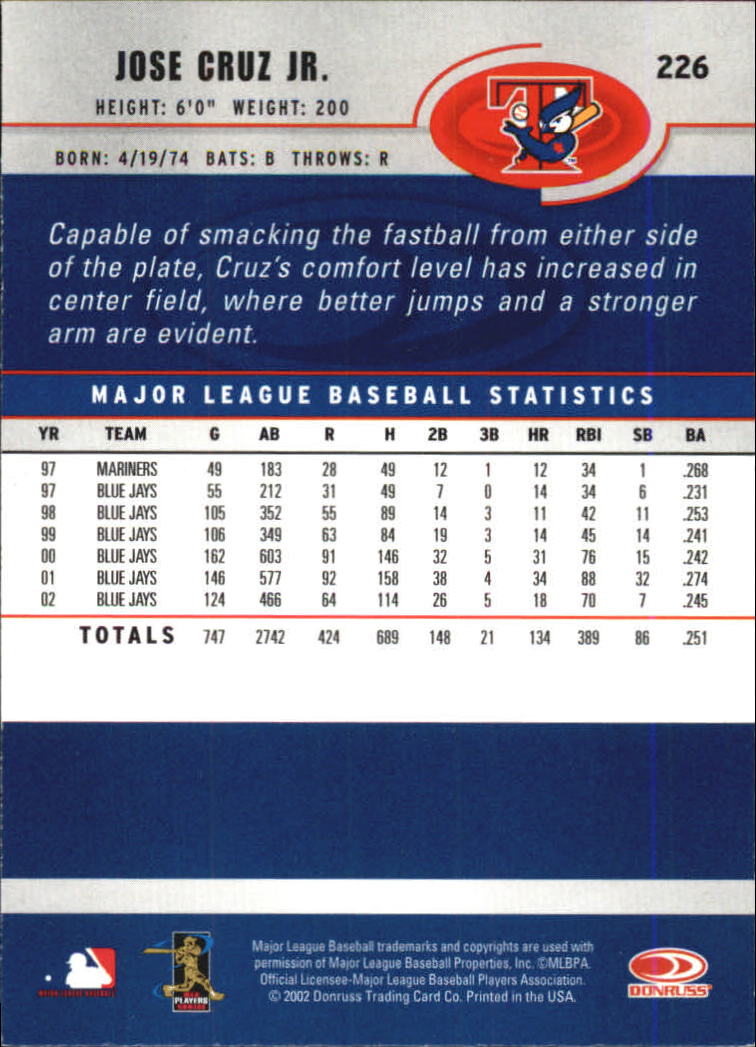 JOSE CRUZ JR.
226
HEIGHT: 6'0" WEIGHT: 200
T
BORN: 4/19/74 BATS: B THROWS: R
Capable of smacking the fastball from either side
of the plate, Cruz's comfort level has increased in
center field, where better jumps and a stronger
arm are evident.
MAJOR LEAGUE BASEBALL STATISTICS
YR TEAM G AB R H 2B 3B HR RBI SB BA
97 MARINERS 49 183 28 49 12 1 12 34 1 .268
97 BLUE JAYS 55 212 31 49 7 0 14 34 6 .231
98 BLUE JAYS 105 352 55 89 14 3 11 42 11 .253
99 BLUE JAYS 106 349 63 84 19 3 14 45 14 .241
00 BLUE JAYS 162 603 91 146 32 5 31 76 15 .242
01 BLUE JAYS 146 577 92 158 38 4 34 88 32 .274
02 BLUE JAYS 124 466 64 114 26 5 18 70 7 .245
TOTALS 747 2742 424 689 148 21 134 389 86 .251
Major League Baseball trademarks and copyrights are used with
permission of Major League Baseball Properties, Inc. ©MLBPA
Official Licensee-Major League Baseball Players Association.
© 2002 Donruss Trading Card Co. Printed in the USA.
MAJOR LEAGUE BASEBALL
PLAYERS
CHOICE
DONRUSS